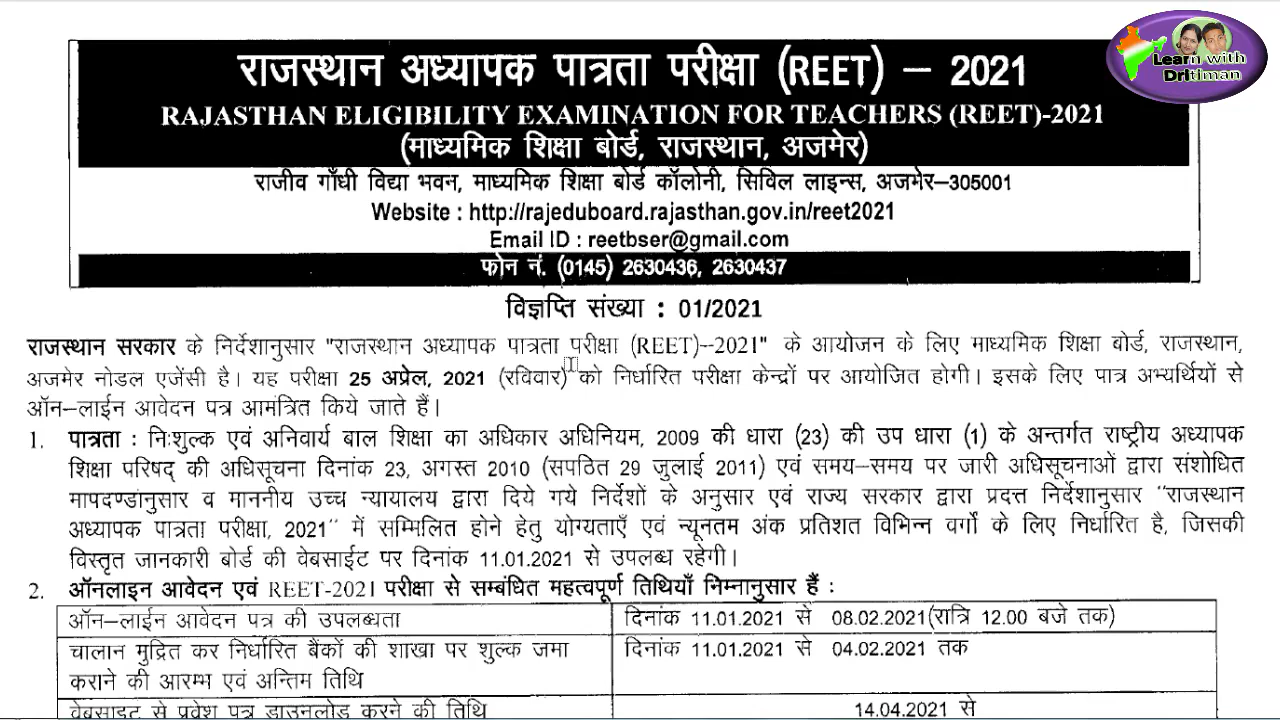 Learn with
Dritiman
राजस्थान अध्यापक पात्रता परीक्षा (REET) – 2021
RAJASTHAN ELIGIBILITY EXAMINATION FOR TEACHERS (REET)-2021
(माध्यमिक शिक्षा बोर्ड, राजस्थान, अजमेर)
राजीव गाँधी विद्या भवन, माध्यमिक शिक्षा बोर्ड कॉलोनी, सिविल लाइन्स, अजमेर–305001
Website : http://rajeduboard.rajasthan.gov.in/reet2021
Email ID : reetbser@gmail.com
फोन नं. (0145) 2630436, 2630437
विज्ञप्ति संख्या : 01/2021
राजस्थान सरकार के निर्देशानुसार "राजस्थान अध्यापक पात्रता परीक्षा (REET)–2021" के आयोजन के लिए माध्यमिक शिक्षा बोर्ड, राजस्थान,
अजमेर नोडल एजेंसी है। यह परीक्षा 25 अप्रेल, 2021 (रविवार) को निर्धारित परीक्षा केन्द्रों पर आयोजित होगी। इसके लिए पात्र अभ्यर्थियों से
ऑन–लाईन आवेदन पत्र आमंत्रित किये जाते हैं।
1. पात्रता : निःशुल्क एवं अनिवार्य बाल शिक्षा का अधिकार अधिनियम, 2009 की धारा (23) की उप धारा (1) के अन्तर्गत राष्ट्रीय अध्यापक
शिक्षा परिषद् की अधिसूचना दिनांक 23, अगस्त 2010 (सपठित 29 जुलाई 2011) एवं समय–समय पर जारी अधिसूचनाओं द्वारा संशोधित
मापदण्डांनुसार व माननीय उच्च न्यायालय द्वारा दिये गये निर्देशों के अनुसार एवं राज्य सरकार द्वारा प्रदत्त निर्देशानुसार "राजस्थान
अध्यापक पात्रता परीक्षा, 2021" में सम्मिलित होने हेतु योग्यताएँ एवं न्यूनतम अंक प्रतिशत विभिन्न वर्गो के लिए निर्धारित है, जिसकी
विस्तृत जानकारी बोर्ड की वेबसाईट पर दिनांक 11.01.2021 से उपलब्ध रहेगी।
2. ऑनलाइन आवेदन एवं REET-2021 परीक्षा से सम्बंधित महत्वपूर्ण तिथियाँ निम्नानुसार हैं :
ऑन–लाईन आवेदन पत्र की उपलब्धता दिनांक 11.01.2021 से 08.02.2021(रात्रि 12.00 बजे तक)
चालान मुद्रित कर निर्धारित बैंकों की शाखा पर शुल्क जमा दिनांक 11.01.2021 से 04.02.2021 तक
कराने की आरम्भ एवं अन्तिम तिथि
वेबसाइट से प्रवेश पत्र डाउनलोड करने की तिथि 14.04.2021 से